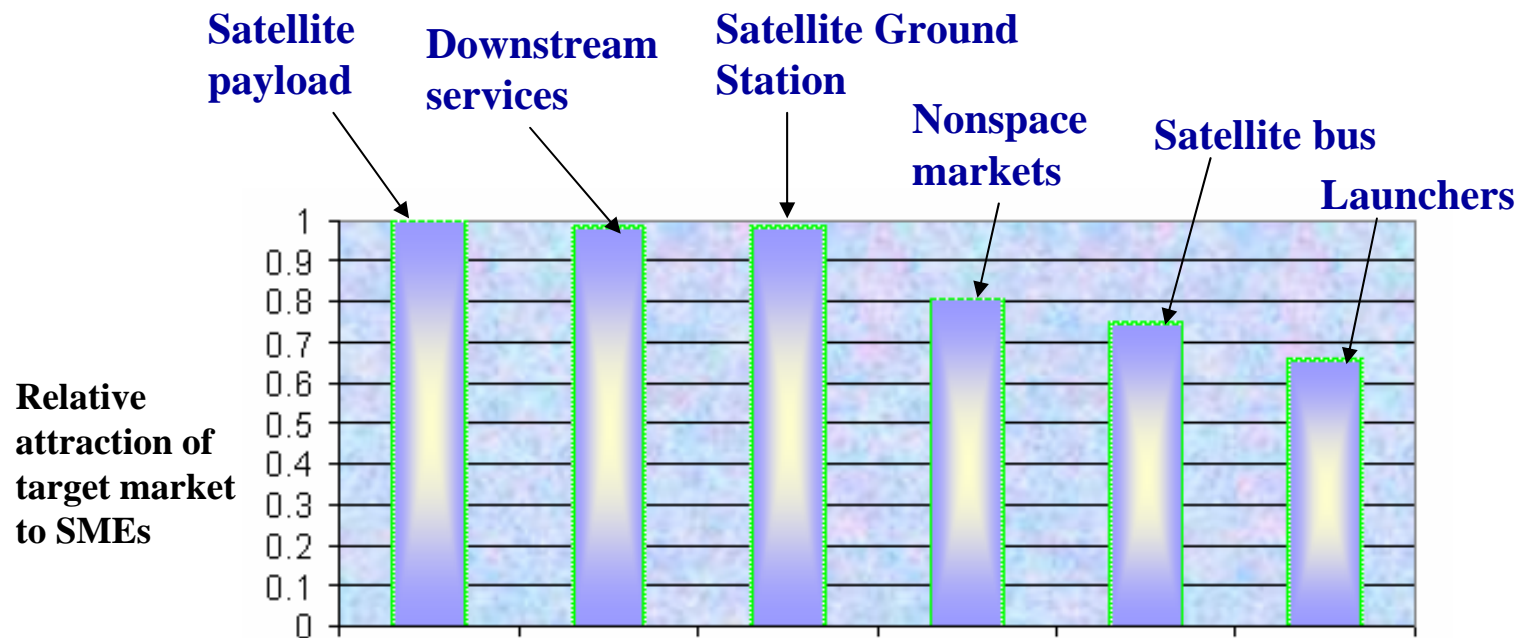 Satellite
payload
Downstream
services
Satellite Ground
Station
Nonspace
markets
Satellite bus
Launchers
1
0.9
0.8
0.7
0.6
0.5
0.4
0.3
0.2
0.1
0
Relative
attraction of
target market
to SMEs